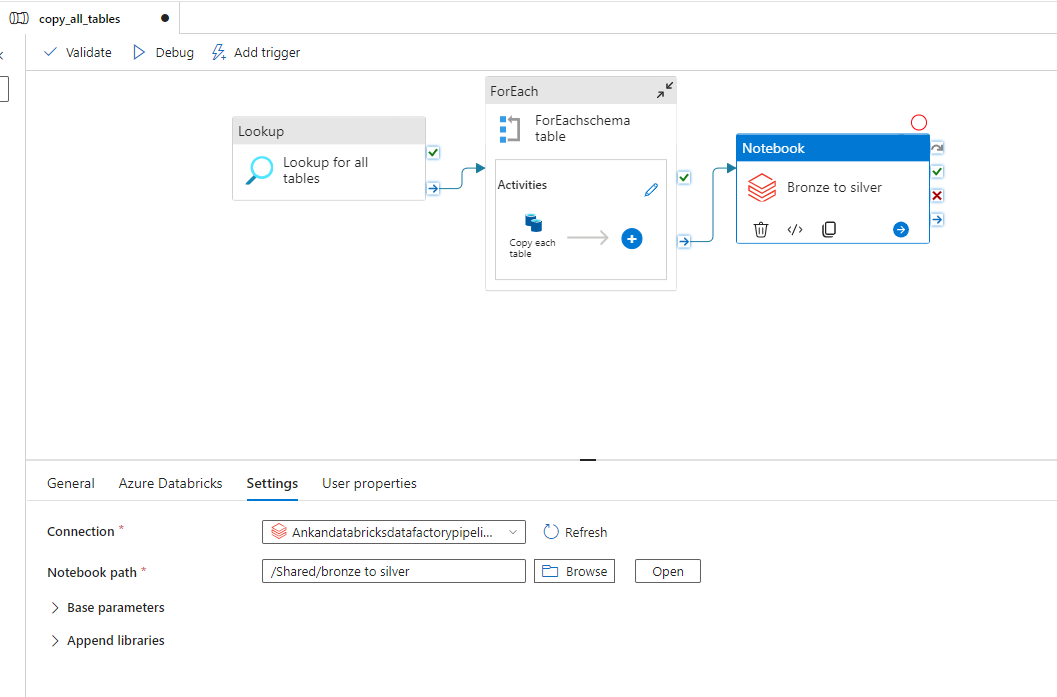 copy_all_tables
Validate
Debug
Add trigger
Lookup
Lookup for all
tables
ForEach
ForEachschema
table
Activities
Copy each
table
Notebook
Bronze to silver
General
Azure Databricks
Settings
User properties
Connection *
Ankandatabricksdatafactorypipeli...
Refresh
Notebook path *
/Shared/bronze to silver
Browse
Open
Base parameters
Append libraries